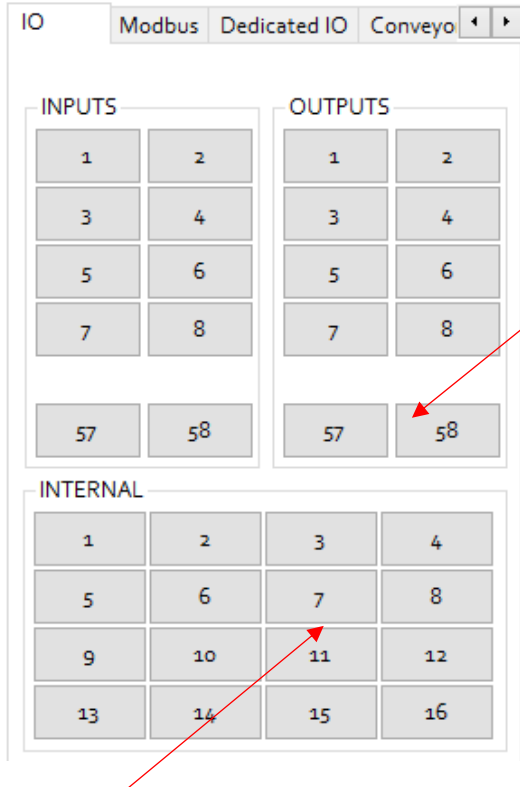 IO Modbus Dedicated IO Conveyo
INPUTS OUTPUTS
1 2 1 2
3 4 3 4
5 6 5 6
7 8 7 8
57 58 57 58
INTERNAL
1 2 3 4
5 6 7 8
9 10 11 12
13 14 15 16